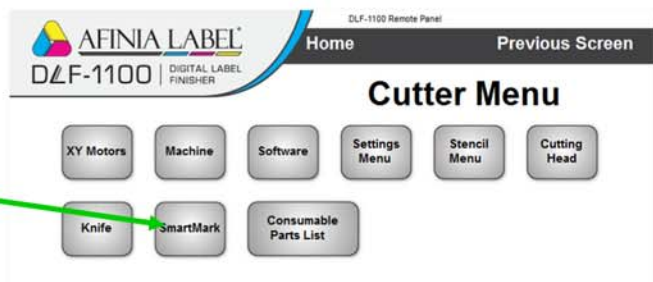 DLF-1100 Remote Panel
AFINIA LABEL
Home
Previous Screen
DLF-1100
DIGITAL LABEL
FINISHER
Cutter Menu
XY Motors
Machine
Software
Settings
Menu
Stencil
Menu
Cutting
Head
Knife
SmartMark
Consumable
Parts List